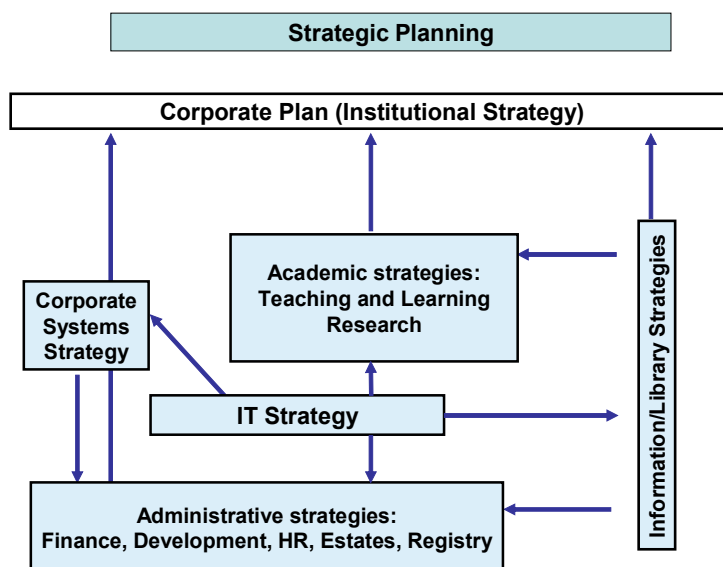 Strategic Planning
Corporate Plan (Institutional Strategy)
Academic strategies:
Teaching and Learning
Research
Corporate
Systems
Strategy
IT Strategy
Information/Library Strategies
Administrative strategies:
Finance, Development, HR, Estates, Registry